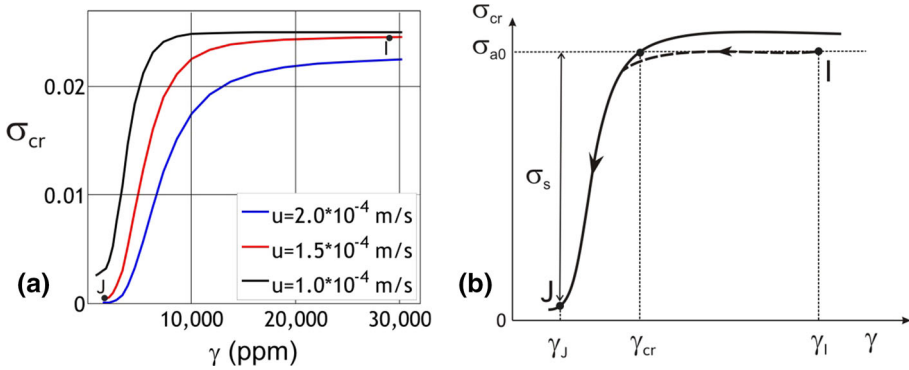 (a)
σcr
0.02
0.01
0
10,000
20,000
30,000
γ (ppm)
I
J
u=2.0*10-4 m/s
u=1.5*10-4 m/s
u=1.0*10-4 m/s
(b)
σcr
σa0
0
σs
I
J
γJ
γcr
γI
γ